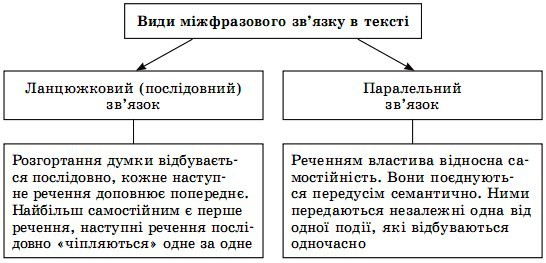 Види міжфразового зв’язку в тексті
Ланцюжковий (послідовний)
зв’язок
Паралельний
зв’язок
Розгортання думки відбуваєть-
ся послідовно, кожне наступ-
не речення доповнює попереднє.
Найбільш самостійним є перше
речення, наступні речення послі-
довно «чіпляються» одне за одне
Реченням властива відносна са-
мостійність. Вони поєднують-
ся передусім семантично. Ними
передаються незалежні одна від
одної події, які відбуваються
одночасно